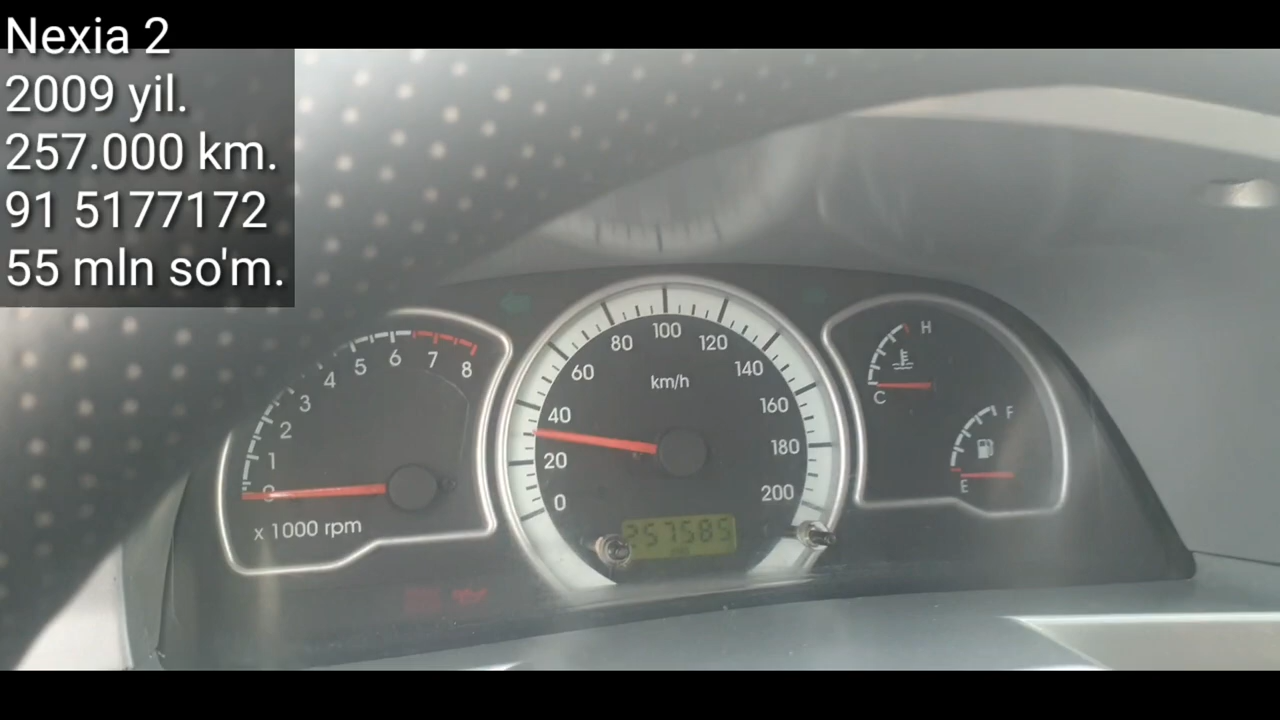 Nexia 2
2009 yil.
257.000 km.
91 5177172
55 mln so'm.
0 1 2 3 4 5 6 7 8
x 1000 rpm
0 20 40 60 80 100 120 140 160 180 200
km/h
257585
H
C
F
E